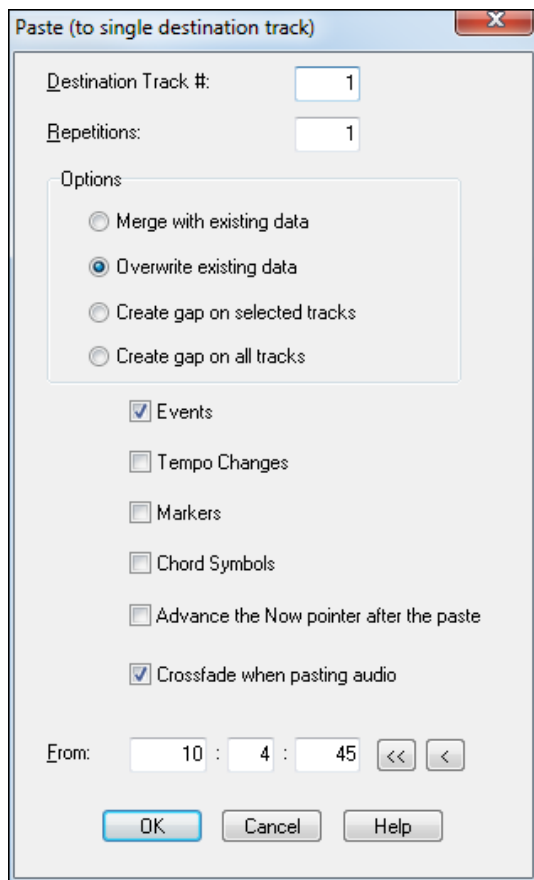 Paste (to single destination track)
Destination Track #: 1
Repetitions: 1
Options
Merge with existing data
Overwrite existing data
Create gap on selected tracks
Create gap on all tracks
Events
Tempo Changes
Markers
Chord Symbols
Advance the Now pointer after the paste
Crossfade when pasting audio
From: 10 : 4 : 45 << <
OK Cancel Help